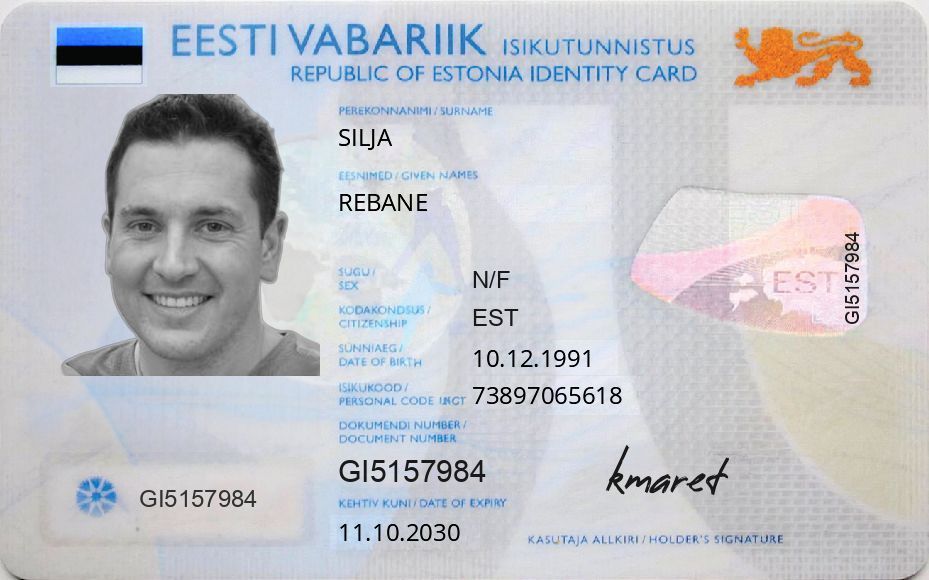 EESTI VABARIIK ISIKUTUNNISTUS
REPUBLIC OF ESTONIA IDENTITY CARD
PEREKONNANIMI / SURNAME
SILJA
EESNIMED / GIVEN NAMES
REBANE
SUGU /
SEX
N/F
KODAKONDSUS /
CITIZENSHIP
EST
SÜNNIAEG /
DATE OF BIRTH
10.12.1991
ISIKUKOOD /
PERSONAL CODE
73897065618
DOKUMENDI NUMBER /
DOCUMENT NUMBER
GI5157984
KEHTIV KUNI / DATE OF EXPIRY
11.10.2030
GI5157984
EST
GI5157984
kmaret
KASUTAJA ALLKIRI / HOLDER'S SIGNATURE